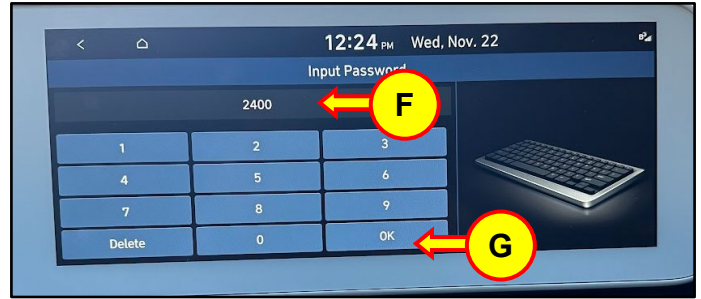 12:24 PM Wed, Nov. 22
Input Password
2400
F
1 2 3
4 5 6
7 8 9
Delete 0 OK
G